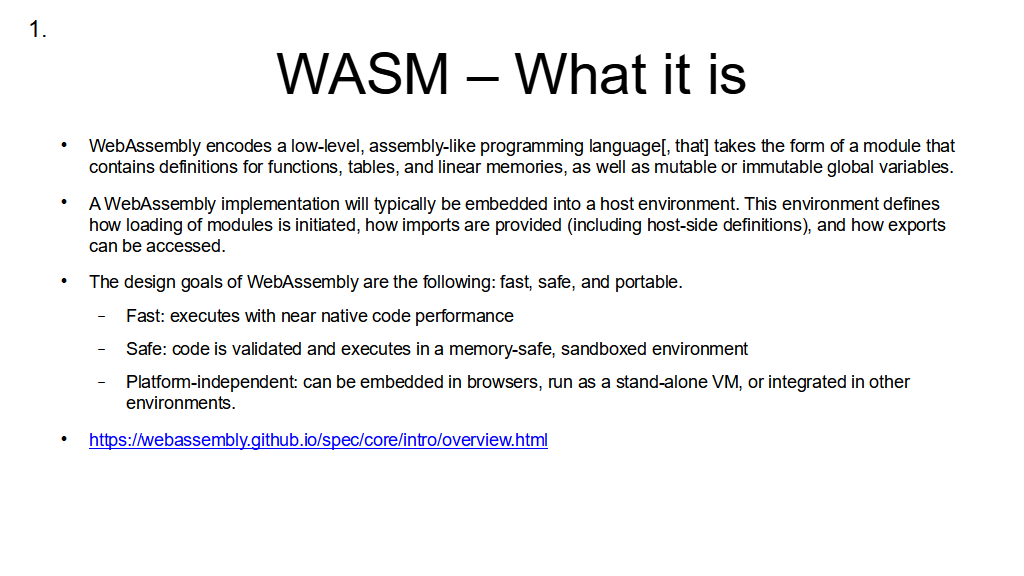 1.
WASM – What it is
• WebAssembly encodes a low-level, assembly-like programming language[, that] takes the form of a module that
contains definitions for functions, tables, and linear memories, as well as mutable or immutable global variables.
• A WebAssembly implementation will typically be embedded into a host environment. This environment defines
how loading of modules is initiated, how imports are provided (including host-side definitions), and how exports
can be accessed.
• The design goals of WebAssembly are the following: fast, safe, and portable.
– Fast: executes with near native code performance
– Safe: code is validated and executes in a memory-safe, sandboxed environment
– Platform-independent: can be embedded in browsers, run as a stand-alone VM, or integrated in other
environments.
• https://webassembly.github.io/spec/core/intro/overview.html